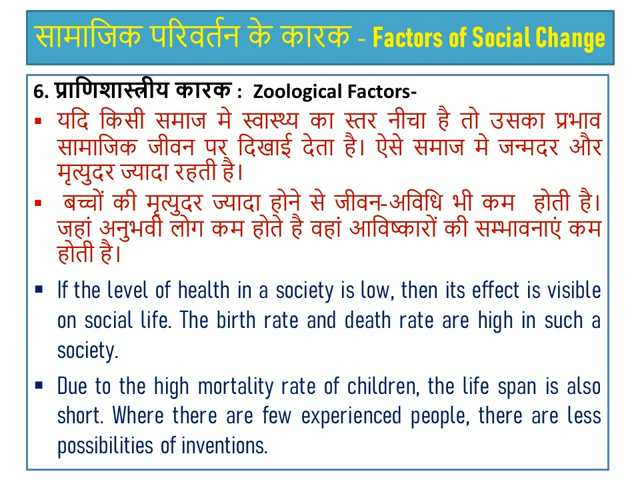 सामाजिक परिवर्तन के कारक - Factors of Social Change
6. प्राणिशास्त्रीय कारक : Zoological Factors-
▪ यदि किसी समाज मे स्वास्थ्य का स्तर नीचा है तो उसका प्रभाव
सामाजिक जीवन पर दिखाई देता है। ऐसे समाज मे जन्मदर और
मृत्युदर ज्यादा रहती है।
▪ बच्चों की मृत्युदर ज्यादा होने से जीवन-अविधि भी कम होती है।
जहां अनुभवी लोग कम होते है वहां आविष्कारों की सम्भावनाएं कम
होती है।
▪ If the level of health in a society is low, then its effect is visible
on social life. The birth rate and death rate are high in such a
society.
▪ Due to the high mortality rate of children, the life span is also
short. Where there are few experienced people, there are less
possibilities of inventions.